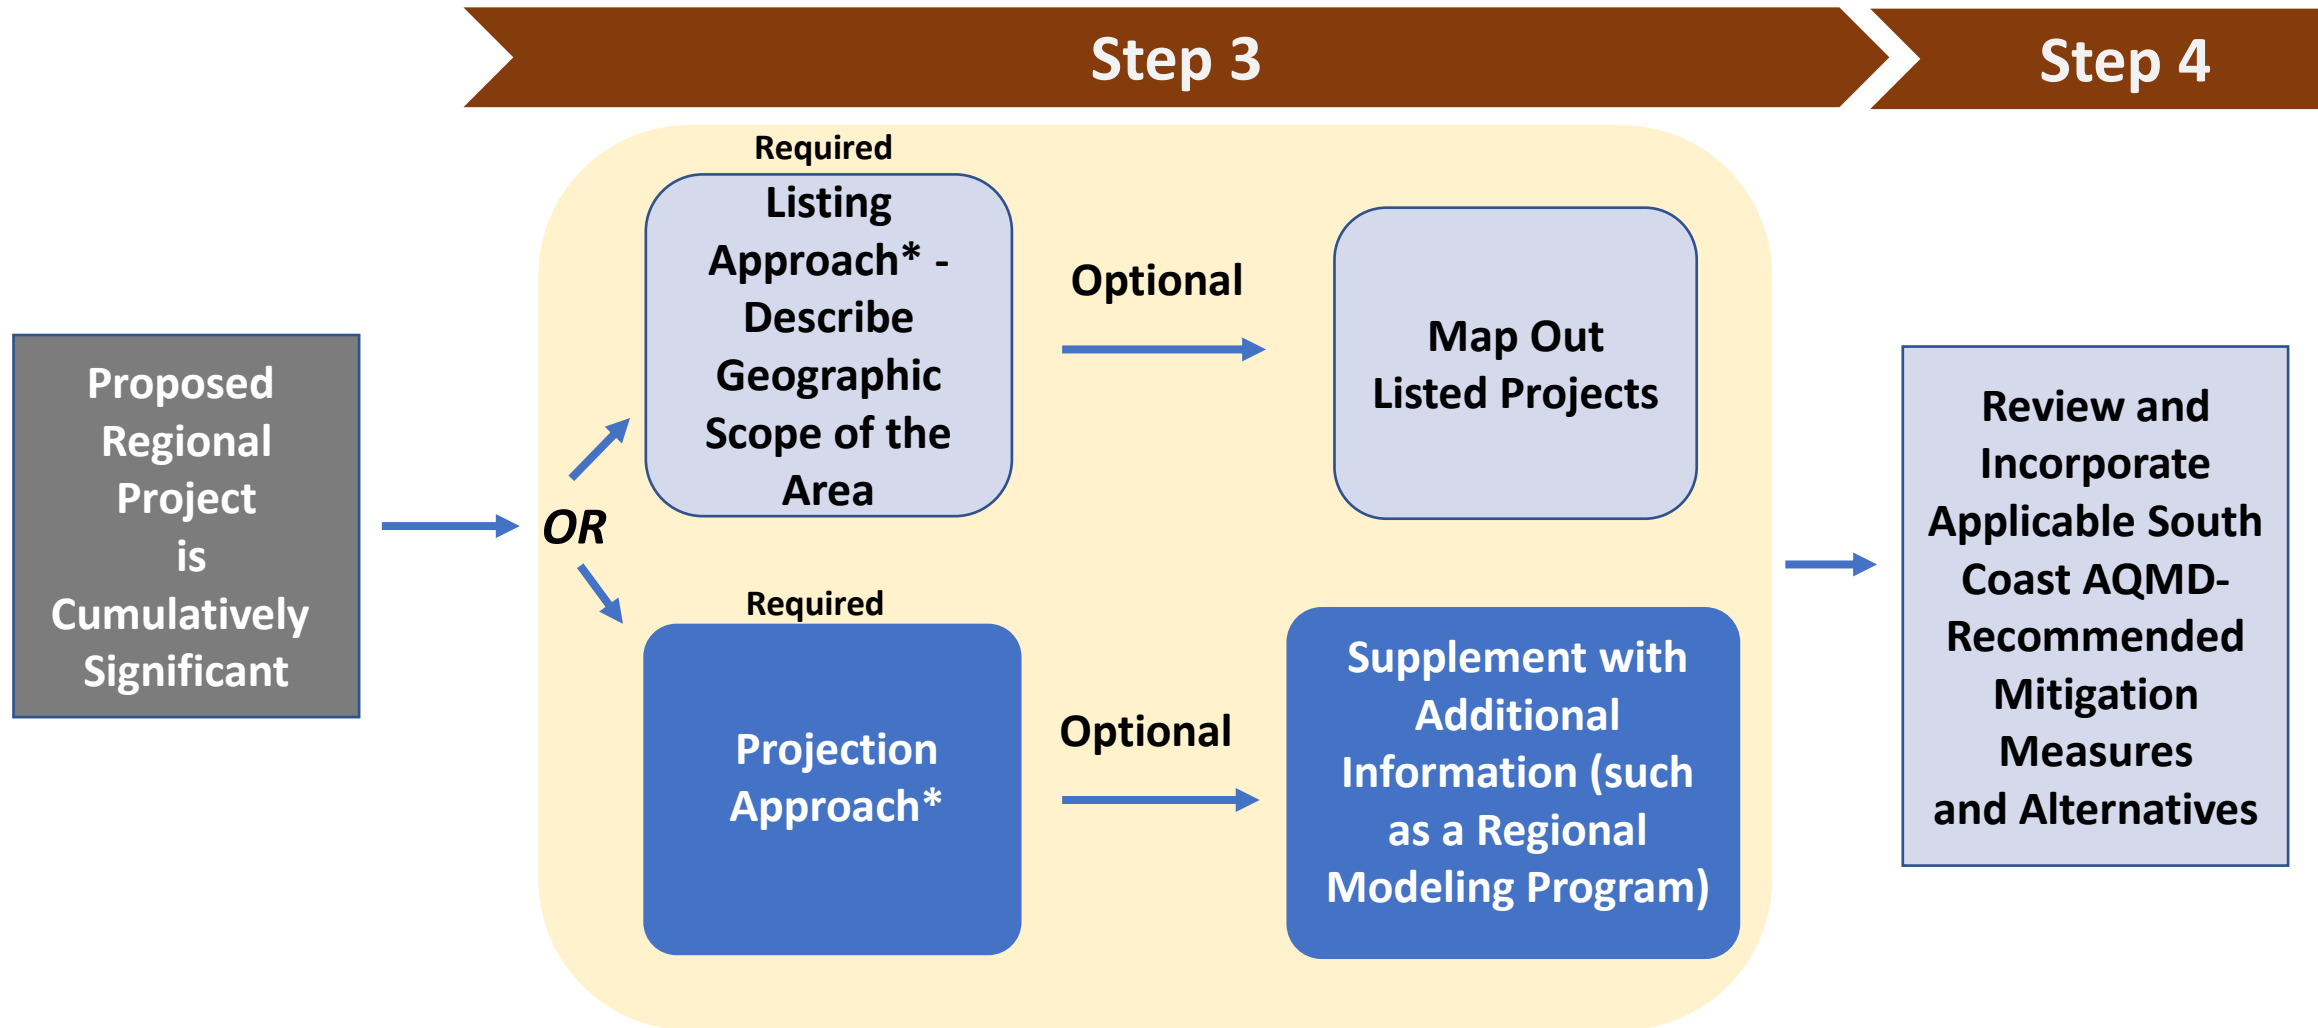 Step 3
Step 4
Proposed
Regional
Project
is
Cumulatively
Significant
OR
Required
Listing
Approach* -
Describe
Geographic
Scope of the
Area
Optional
Map Out
Listed Projects
Required
Projection
Approach*
Optional
Supplement with
Additional
Information (such
as a Regional
Modeling Program)
Review and
Incorporate
Applicable South
Coast AQMD-
Recommended
Mitigation
Measures
and Alternatives